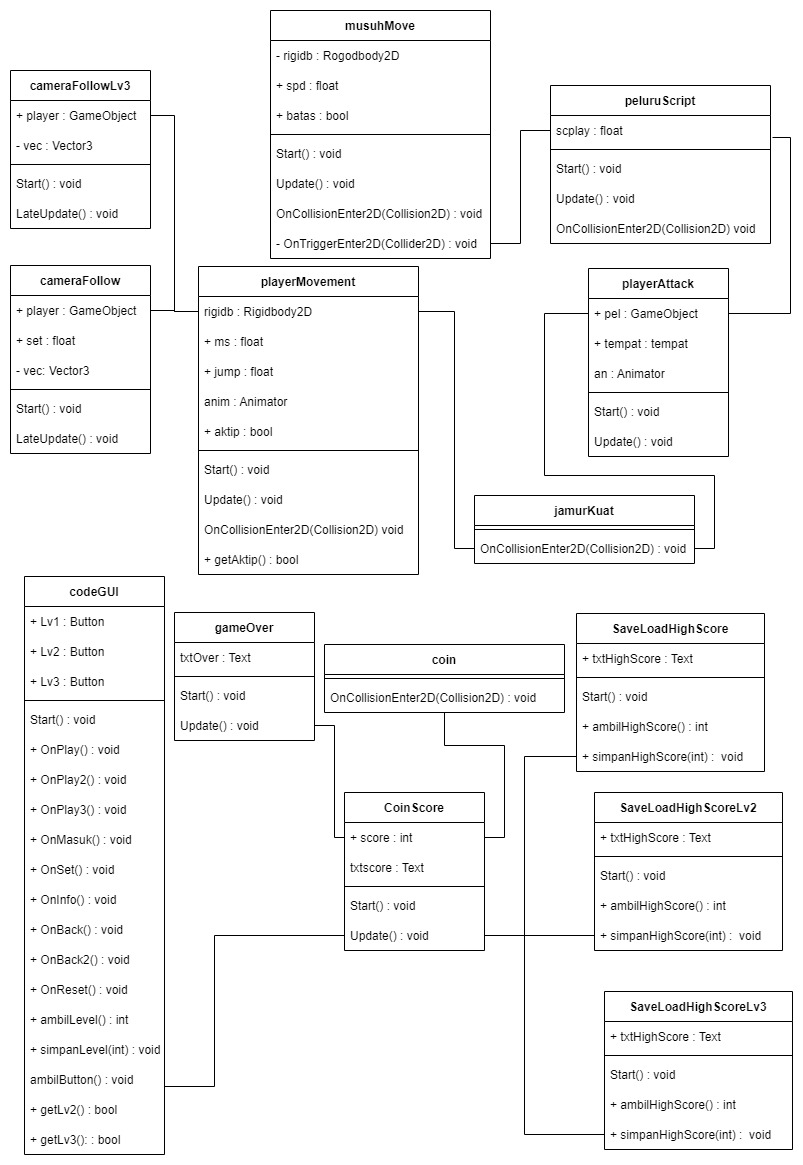 musuhMove
- rigidb : Rogodbody2D
+ spd : float
+ batas : bool
Start() : void
Update() : void
OnCollisionEnter2D(Collision2D) : void
- OnTriggerEnter2D(Collider2D) : void
cameraFollowLv3
+ player : GameObject
- vec : Vector3
Start() : void
LateUpdate() : void
peluruScript
scplay : float
Start() : void
Update() : void
OnCollisionEnter2D(Collision2D) void
cameraFollow
+ player : GameObject
+ set : float
- vec: Vector3
Start() : void
LateUpdate() : void
playerMovement
rigidb : Rigidbody2D
+ ms : float
+ jump : float
anim : Animator
+ aktip : bool
Start() : void
Update() : void
OnCollisionEnter2D(Collision2D) void
+ getAktip() : bool
playerAttack
+ pel : GameObject
+ tempat : tempat
an : Animator
Start() : void
Update() : void
jamurKuat
OnCollisionEnter2D(Collision2D) : void
codeGUI
+ Lv1 : Button
+ Lv2 : Button
+ Lv3 : Button
Start() : void
+ OnPlay() : void
+ OnPlay2() : void
+ OnPlay3() : void
+ OnMasuk() : void
+ OnSet() : void
+ OnInfo() : void
+ OnBack() : void
+ OnBack2() : void
+ OnReset() : void
+ ambilLevel() : int
+ simpanLevel(int) : void
ambilButton() : void
+ getLv2() : bool
+ getLv3(): : bool
gameOver
txtOver : Text
Start() : void
Update() : void
coin
OnCollisionEnter2D(Collision2D) : void
SaveLoadHighScore
+ txtHighScore : Text
Start() : void
+ ambilHighScore() : int
+ simpanHighScore(int) :  void
CoinScore
+ score : int
txtscore : Text
Start() : void
Update() : void
SaveLoadHighScoreLv2
+ txtHighScore : Text
Start() : void
+ ambilHighScore() : int
+ simpanHighScore(int) :  void
SaveLoadHighScoreLv3
+ txtHighScore : Text
Start() : void
+ ambilHighScore() : int
+ simpanHighScore(int) :  void